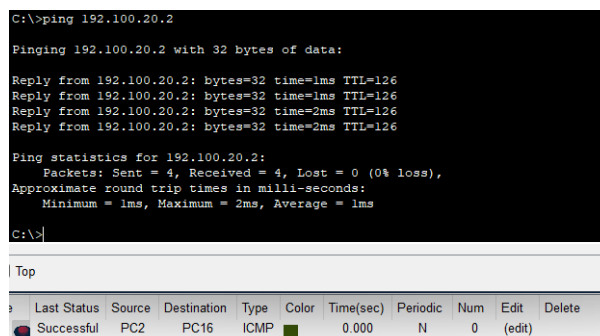 C:\>ping 192.100.20.2
Pinging 192.100.20.2 with 32 bytes of data:
Reply from 192.100.20.2: bytes=32 time=1ms TTL=126
Reply from 192.100.20.2: bytes=32 time=1ms TTL=126
Reply from 192.100.20.2: bytes=32 time=2ms TTL=126
Reply from 192.100.20.2: bytes=32 time=2ms TTL=126
Ping statistics for 192.100.20.2:
Packets: Sent = 4, Received = 4, Lost = 0 (0% loss),
Approximate round trip times in milli-seconds:
Minimum = 1ms, Maximum = 2ms, Average = 1ms
C:\>
Top
Last Status Source Destination Type Color Time(sec) Periodic Num Edit Delete
Successful PC2 PC16 ICMP 0.000 N 0 (edit)